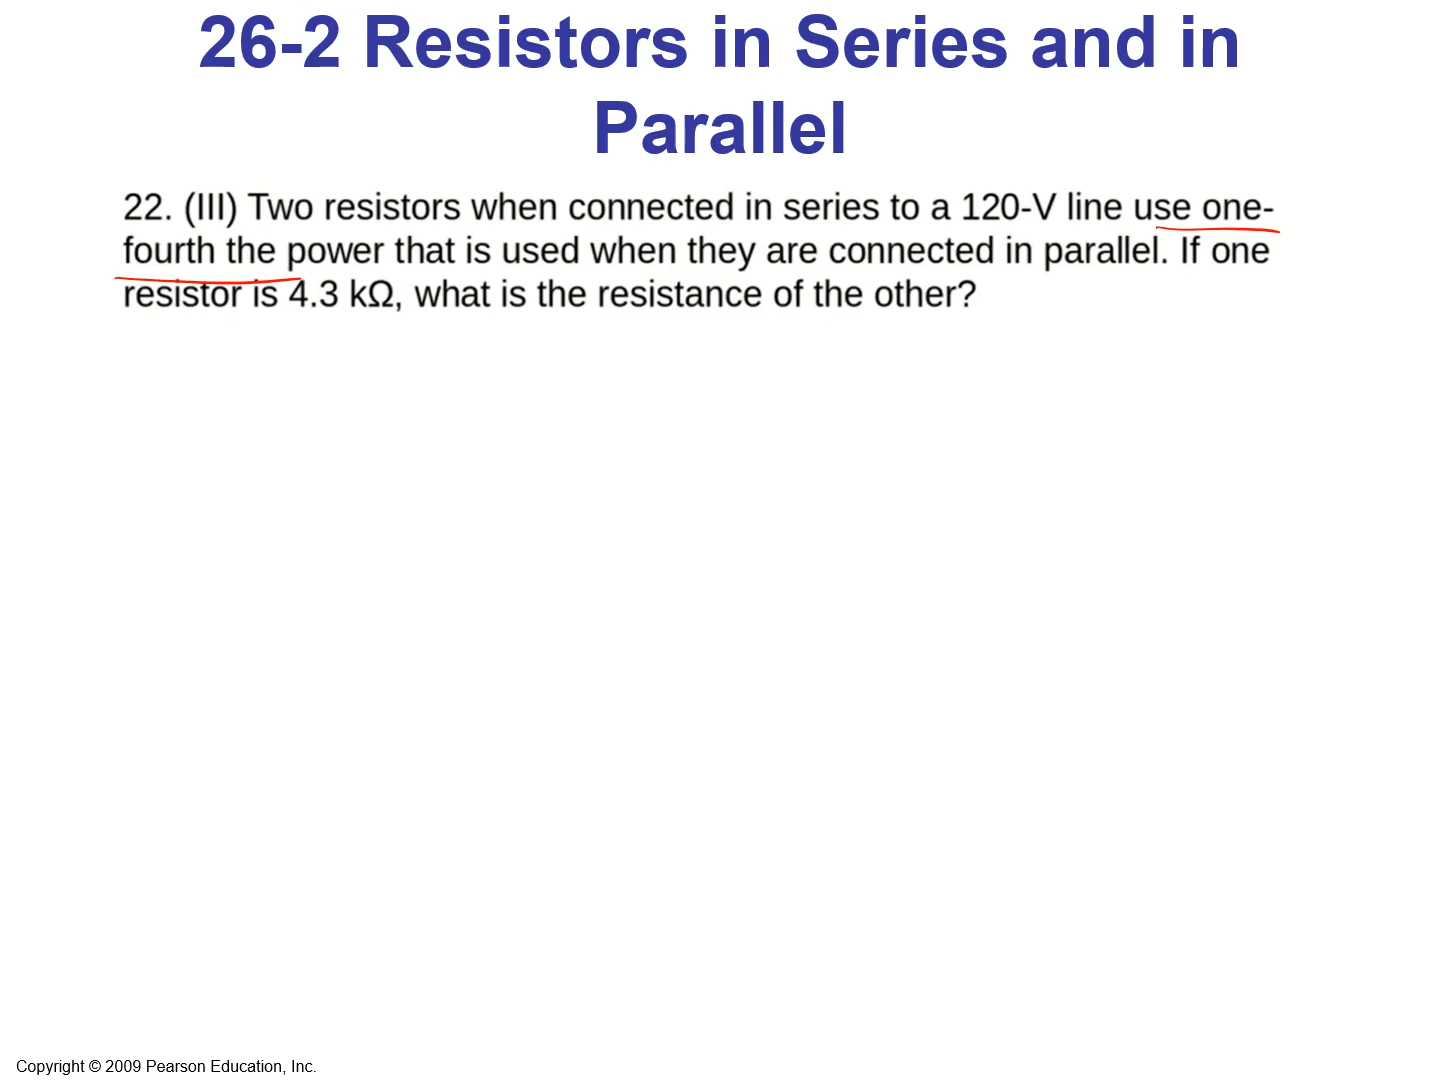 26-2 Resistors in Series and in
Parallel
22. (III) Two resistors when connected in series to a 120-V line use one-
fourth the power that is used when they are connected in parallel. If one
resistor is 4.3 kΩ, what is the resistance of the other?
Copyright © 2009 Pearson Education, Inc.